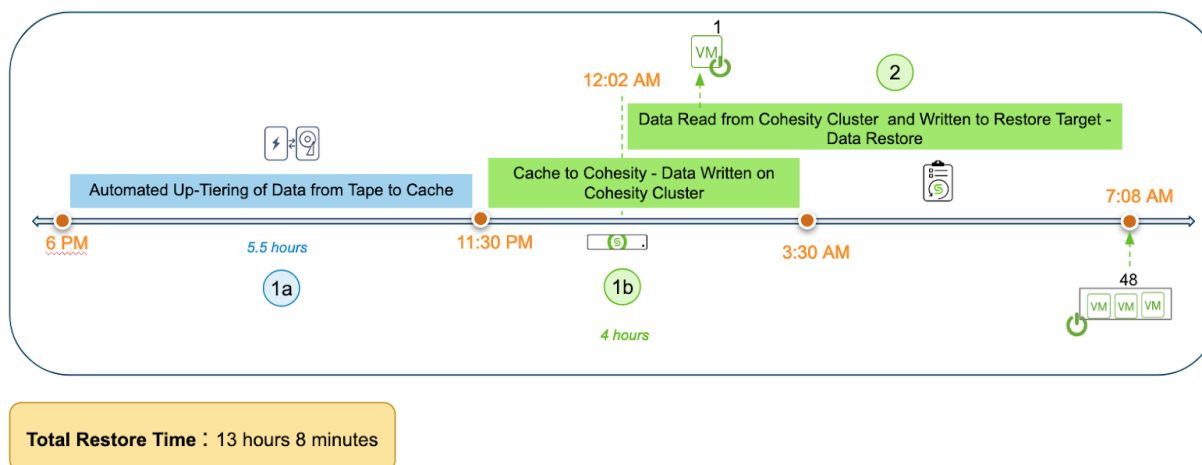 1
VM
12:02 AM
2
Data Read from Cohesity Cluster and Written to Restore Target -
Data Restore
Automated Up-Tiering of Data from Tape to Cache
Cache to Cohesity - Data Written on
Cohesity Cluster
6 PM
11:30 PM
3:30 AM
7:08 AM
5.5 hours
1a
1b
4 hours
48
VM VM VM
Total Restore Time : 13 hours 8 minutes